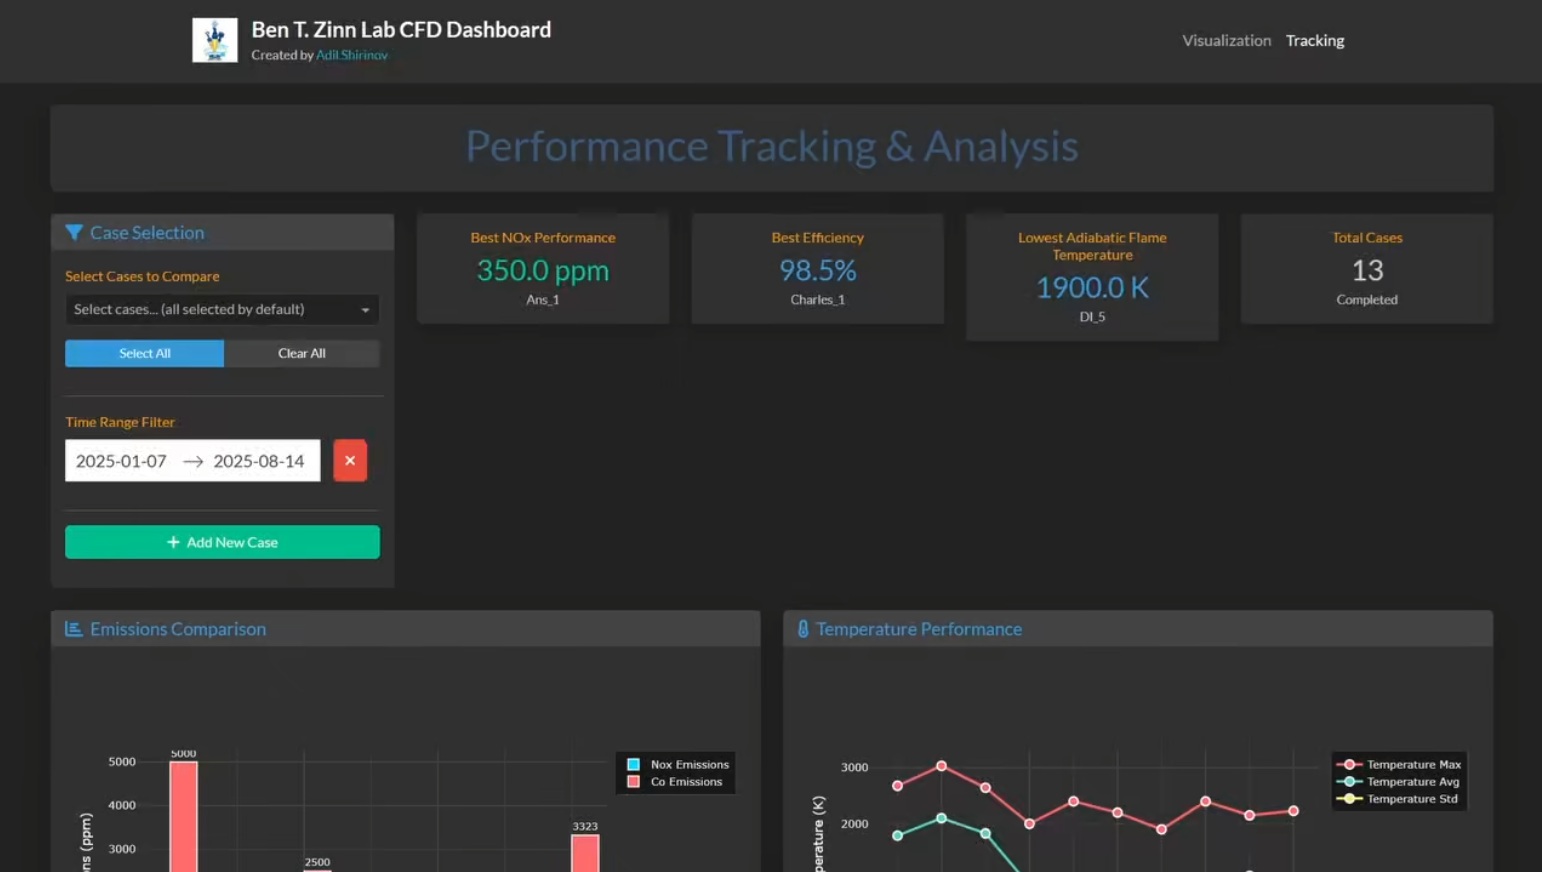 Ben T. Zinn Lab CFD Dashboard
Created by Adil Shirinov
Visualization
Tracking
Performance Tracking & Analysis
Case Selection
Select Cases to Compare
Select cases... (all selected by default)
Select All
Clear All
Time Range Filter
2025-01-07 → 2025-08-14
×
+ Add New Case
Best NOx Performance
350.0 ppm
Ans_1
Best Efficiency
98.5%
Charles_1
Lowest Adiabatic Flame
Temperature
1900.0 K
DI_5
Total Cases
13
Completed
Emissions Comparison
5000
4000
3000
(ppm)
5000
2500
3323
Nox Emissions
Co Emissions
Temperature Performance
3000
2000
(K)
Temperature Max
Temperature Avg
Temperature Std